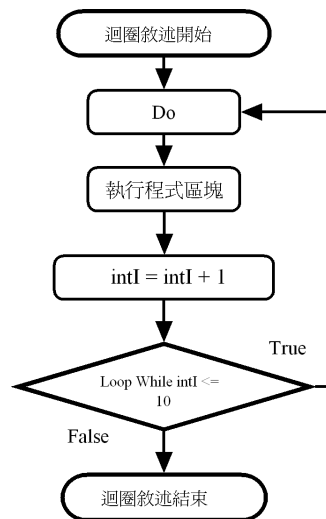 迴圈敘述開始
Do
執行程式區塊
intI = intI + 1
True
Loop While intI <=
10
False
迴圈敘述結束